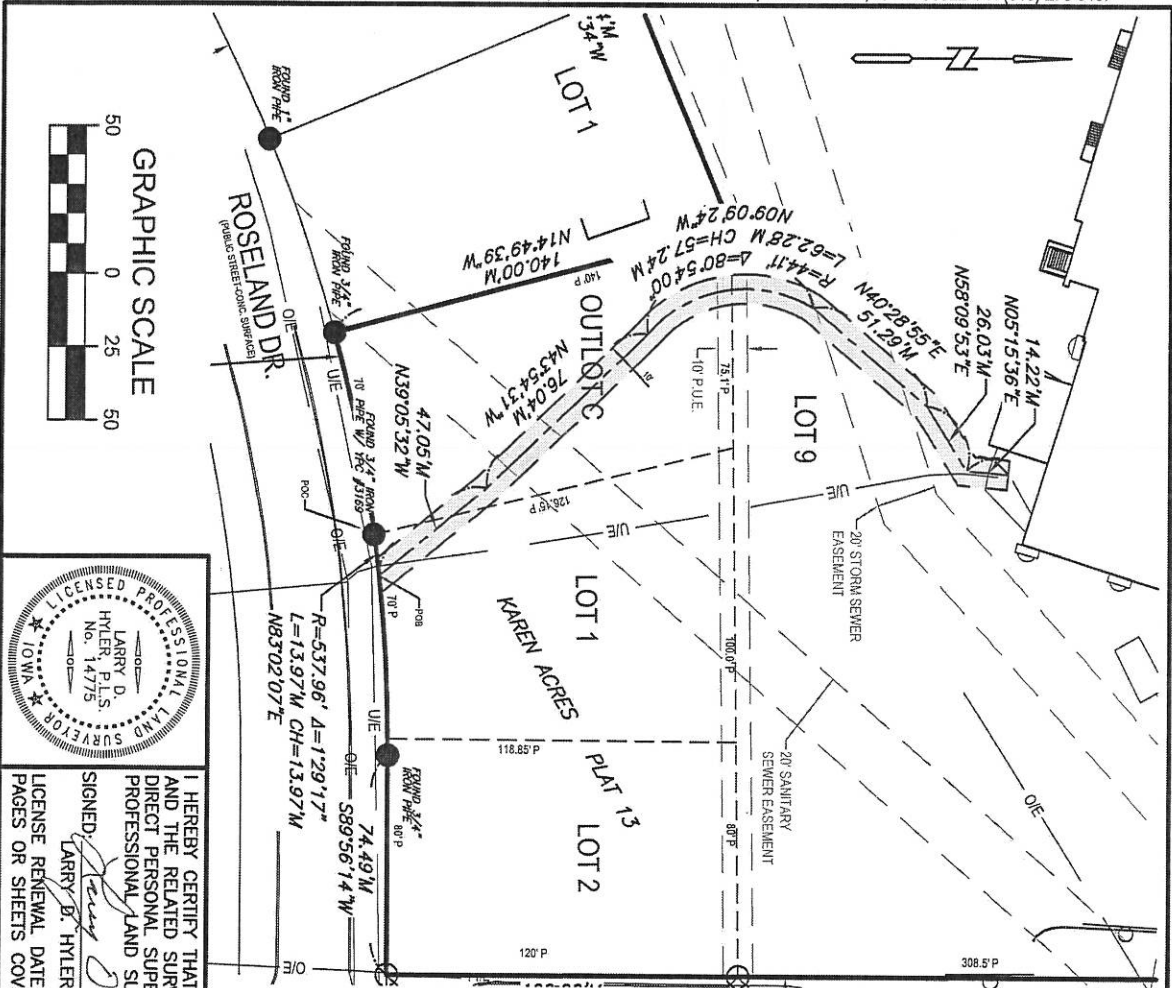 LOT 1
FOUND 1"
IRON PIPE
50
0
25
50
GRAPHIC SCALE
ROSELAND DR.
(PUBLIC STREET-CONC. SURFACE)
FOUND 3/4"
IRON PIPE
N14°49'39"W
140.00'M
140'P
OUTLOT C
N09°09'24"W
L=62.28'M CH=57.24'M
R=44.11' Δ=80°54'00"
N40°28'55"E
51.29'M
N58°09'53"E
26.03'M
N05°15'36"E
14.22'M
LOT 9
75.1'P
10' P.U.E.
10'
76.04'M
N43°54'31"W
47.05'M
N39°05'32"W
FOUND 3/4" IRON
PIPE W/ YPC #3169
70'
POC
O/E
U/E
126.15'P
U/E
U/E
O/E
20' STORM SEWER
EASEMENT
LOT 1
POB
70'P
KAREN ACRES PLAT 13
100.0'P
R=537.96' Δ=1°29'17"
L=13.97'M CH=13.97'M
N83°02'07"E
U/E
O/E
118.85' P
20' SANITARY
SEWER EASEMENT
FOUND 3/4"
IRON PIPE
74.49'M
S89°56'14"W
80'P
LOT 2
80'P
O/E
O/E
120' P
308.5' P
LICENSED PROFESSIONAL LAND SURVEYOR
LARRY D.
HYLER, P.L.S.
No. 14775
IOWA
I HEREBY CERTIFY THAT
AND THE RELATED SUR
DIRECT PERSONAL SUPE
PROFESSIONAL LAND SU
SIGNED:
LARRY D. HYLER
LICENSE RENEWAL DATE
PAGES OR SHEETS COV